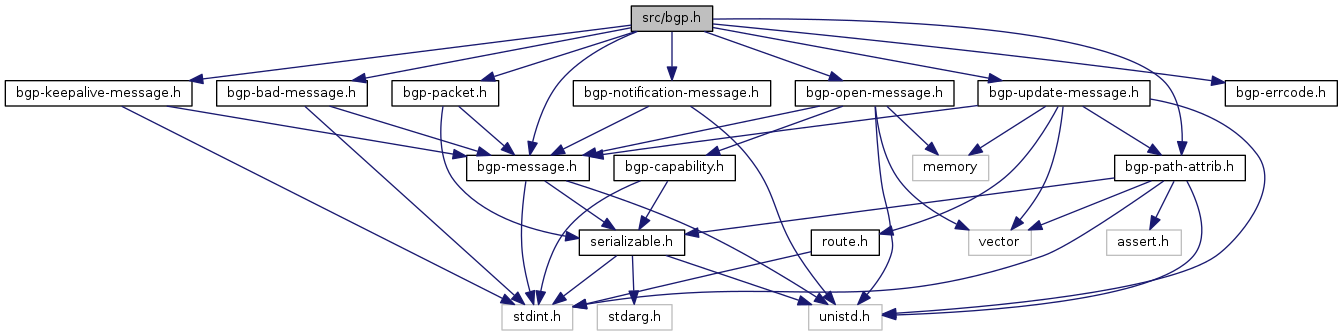 src/bgp.h
bgp-keepalive-message.h
bgp-bad-message.h
bgp-packet.h
bgp-notification-message.h
bgp-open-message.h
bgp-update-message.h
bgp-errcode.h
bgp-message.h
bgp-capability.h
memory
bgp-path-attrib.h
serializable.h
route.h
vector
assert.h
stdint.h
stdarg.h
unistd.h